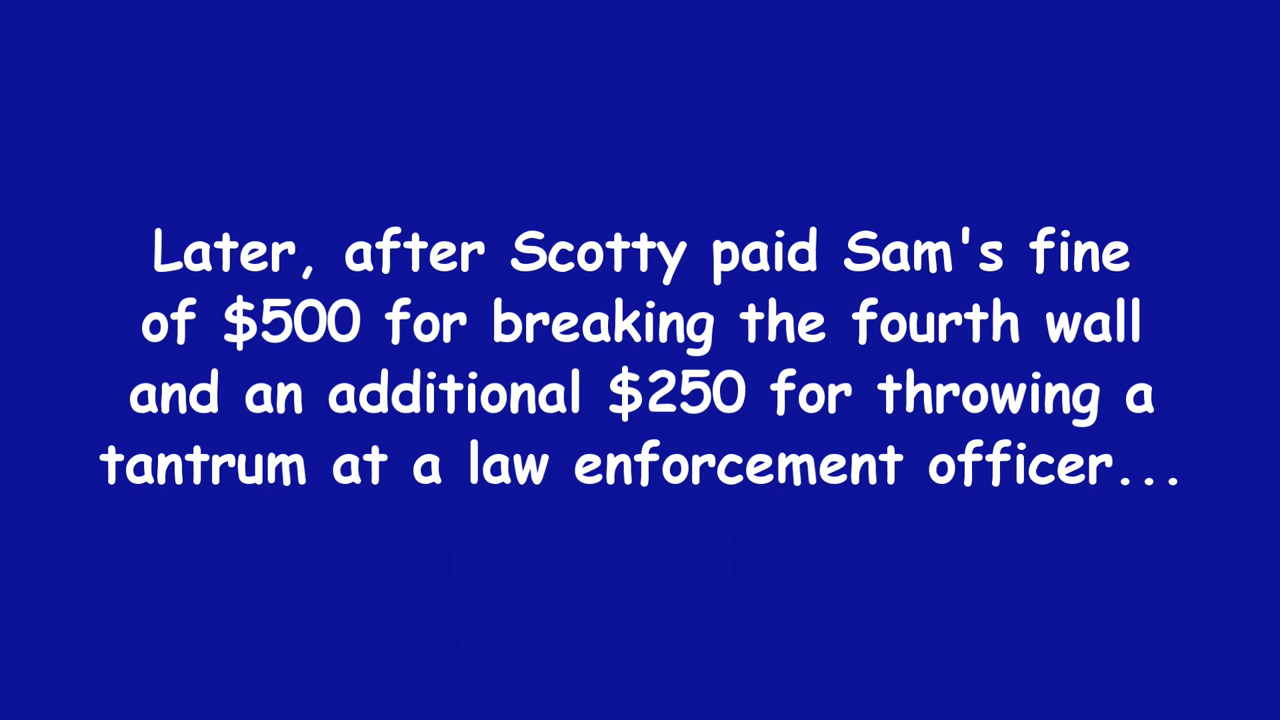 Later, after Scotty paid Sam's fine
of $500 for breaking the fourth wall
and an additional $250 for throwing a
tantrum at a law enforcement officer...